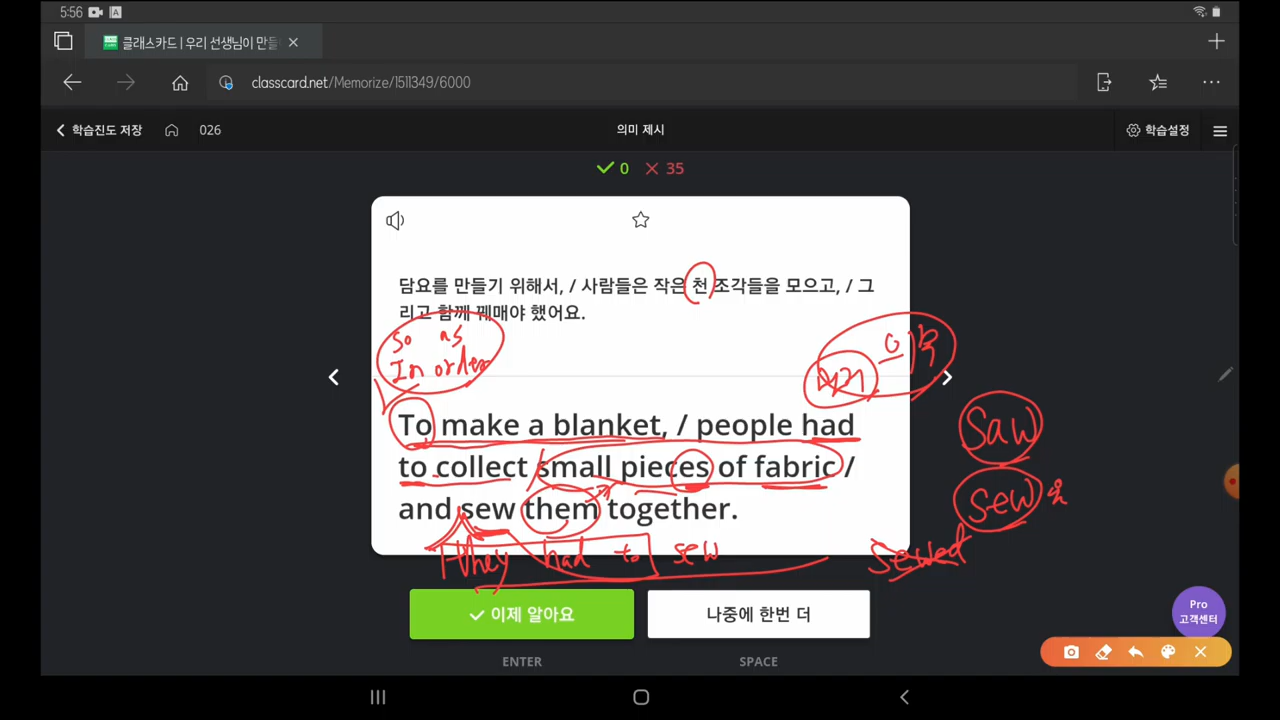 5:56
클래스카드 | 우리 선생님이 만들
classcard.net/Memorize/1511349/6000
학습진도 저장
026
의미 제시
학습설정
0
35
담요를 만들기 위해서, / 사람들은 작은 천 조각들을 모으고, / 그
리고 함께 꿰매야 했어요.
So as
In order
To make a blanket, / people had
to collect small pieces of fabric /
and sew them together.
they had to sew
saw
sew
sewed
이제 알아요
나중에 한번 더
ENTER
SPACE
Pro
고객센터